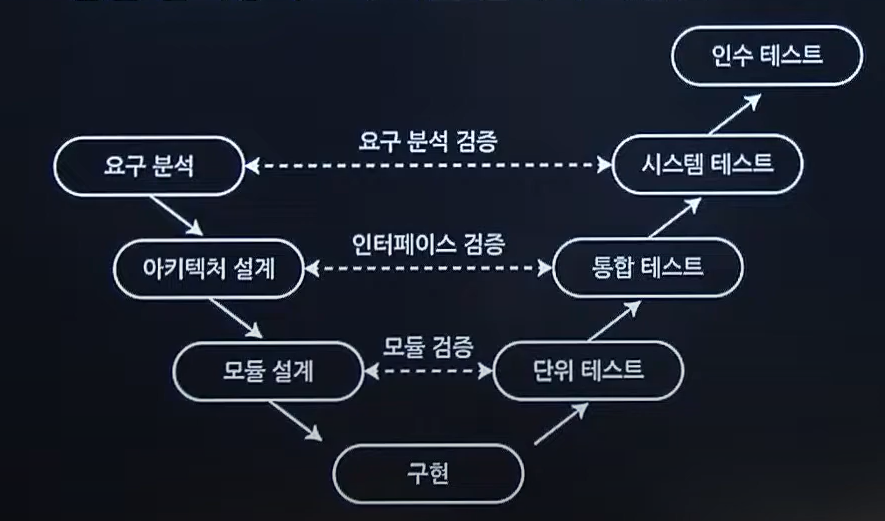 인수 테스트
요구 분석 검증
요구 분석
시스템 테스트
인터페이스 검증
아키텍처 설계
통합 테스트
모듈 검증
모듈 설계
단위 테스트
구현